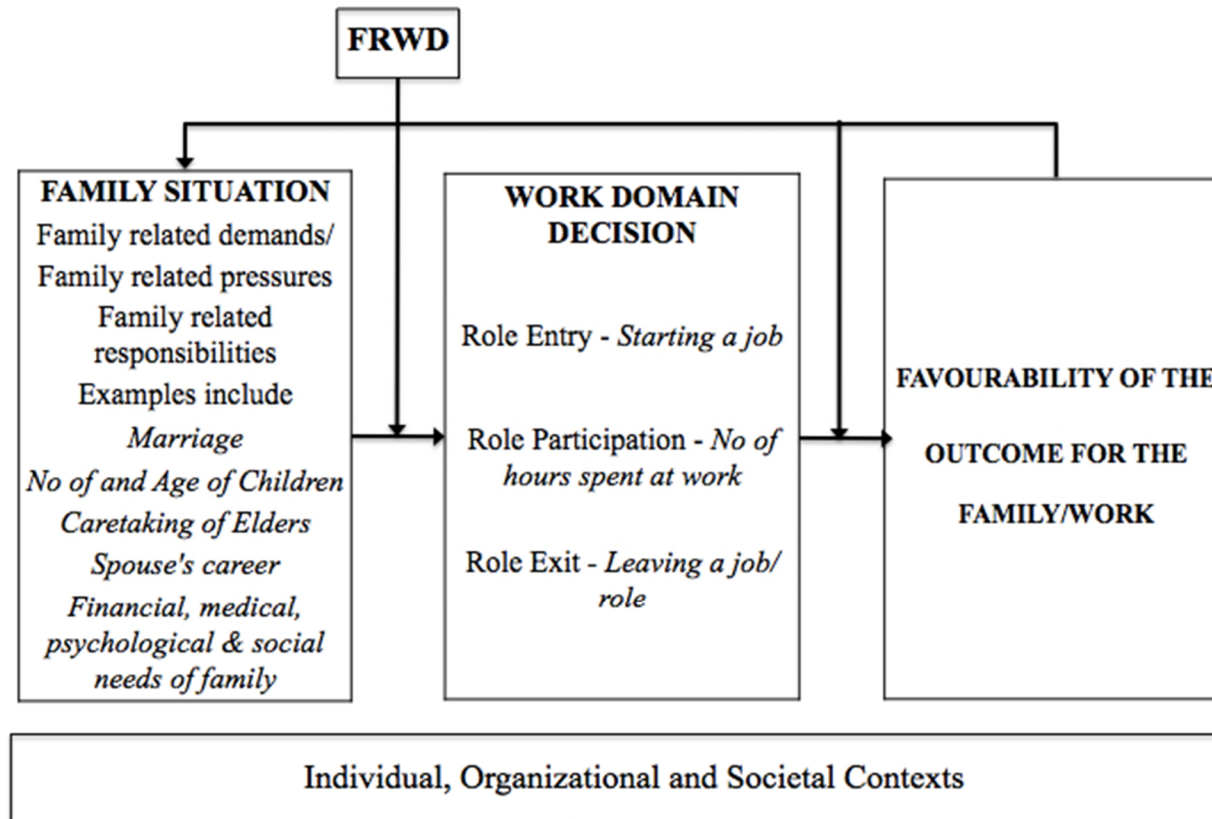 FRWD
FAMILY SITUATION
Family related demands/
Family related pressures
Family related
responsibilities
Examples include
Marriage
No of and Age of Children
Caretaking of Elders
Spouse's career
Financial, medical,
psychological & social
needs of family
WORK DOMAIN
DECISION
Role Entry - Starting a job
Role Participation - No of
hours spent at work
Role Exit - Leaving a job/
role
FAVOURABILITY OF THE
OUTCOME FOR THE
FAMILY/WORK
Individual, Organizational and Societal Contexts